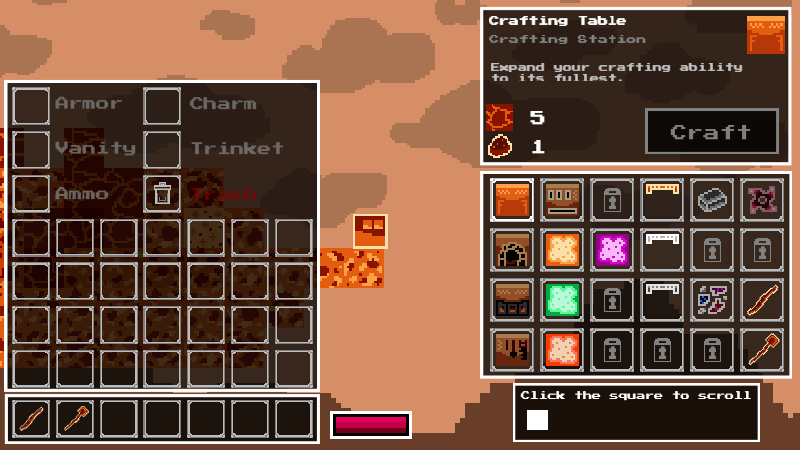 Crafting Table
Crafting Station
Expand your crafting ability
to its fullest.
5
1
Craft
Armor
Charm
Vanity
Trinket
Ammo
Trash
Click the square to scroll